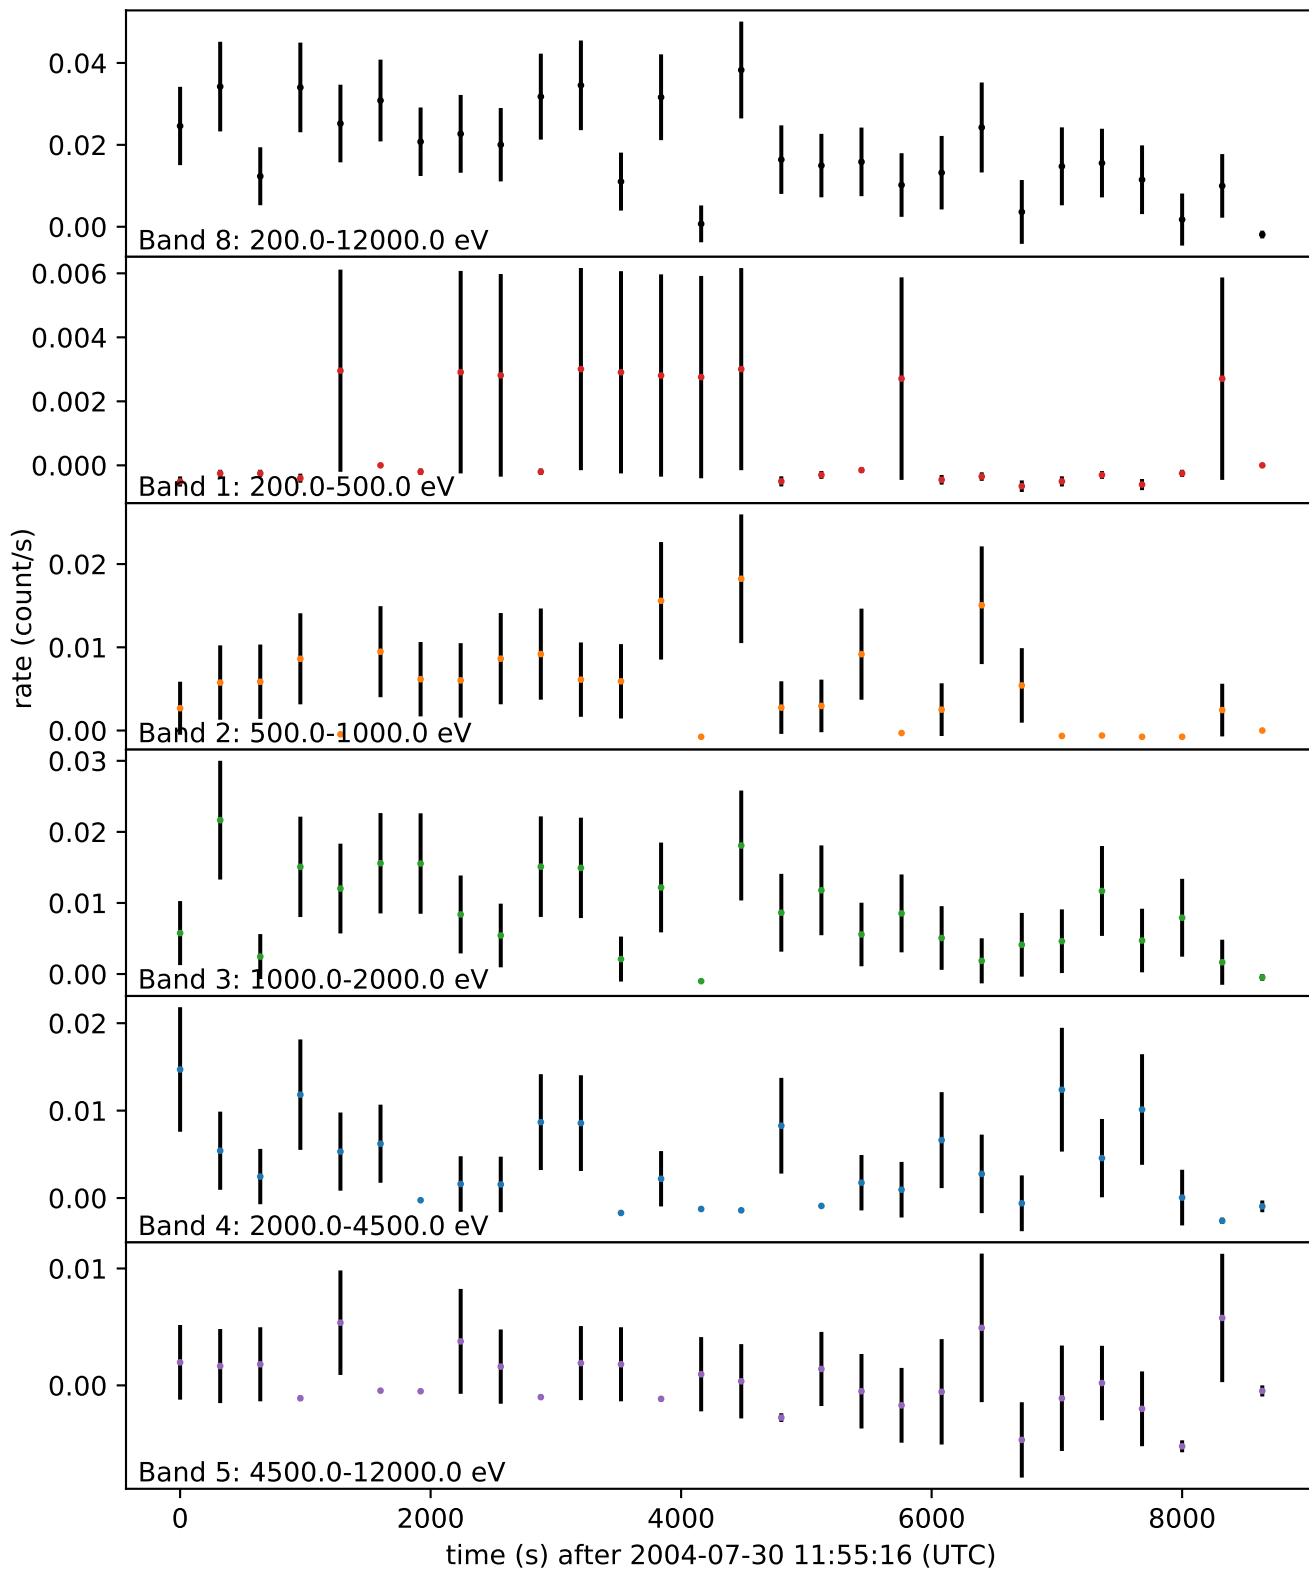 0.04
0.02
0.00
Band 8: 200.0-12000.0 eV
0.006
0.004
0.002
0.000
Band 1: 200.0-500.0 eV
rate (count/s)
0.02
0.01
0.00
Band 2: 500.0-1000.0 eV
0.03
0.02
0.01
0.00
Band 3: 1000.0-2000.0 eV
0.02
0.01
0.00
Band 4: 2000.0-4500.0 eV
0.01
0.00
Band 5: 4500.0-12000.0 eV
0 2000 4000 6000 8000
time (s) after 2004-07-30 11:55:16 (UTC)